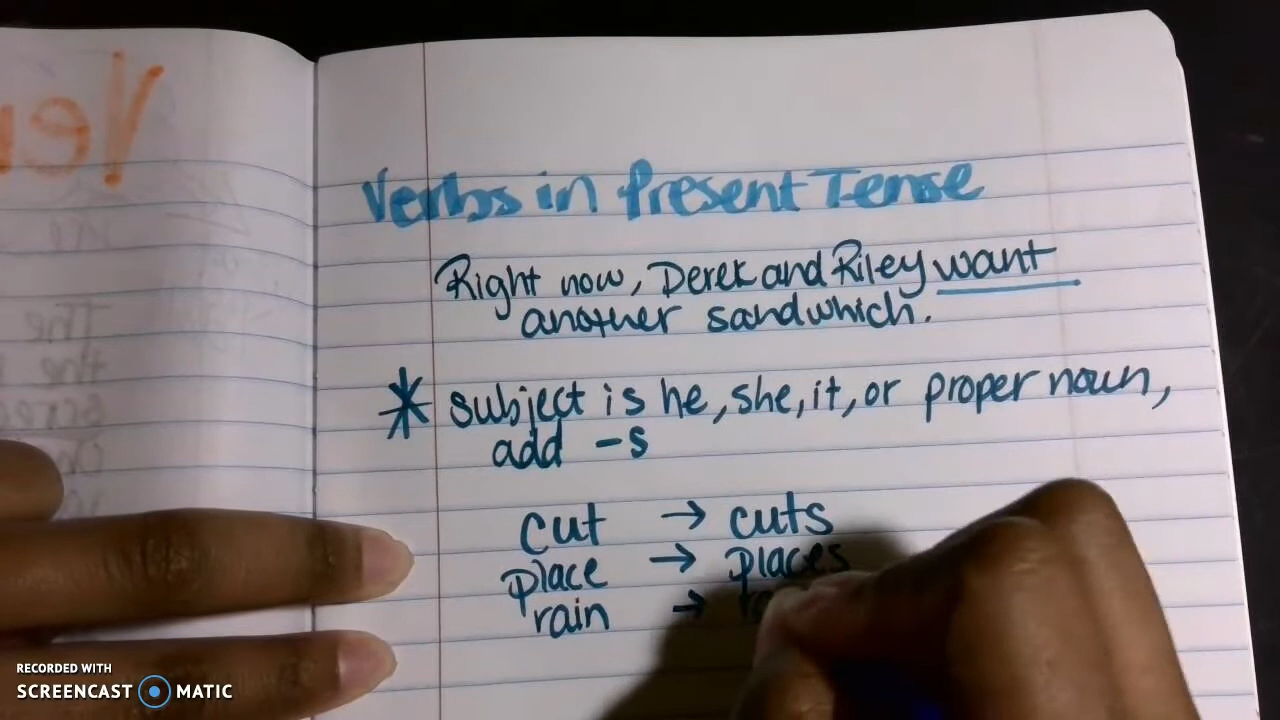 Verbs in Present Tense
Right now, Derek and Riley want
another sandwhich.
* subject is he, she, it, or proper noun,
add -s
cut → cuts
place → places
rain →
RECORDED WITH
SCREENCAST MATIC